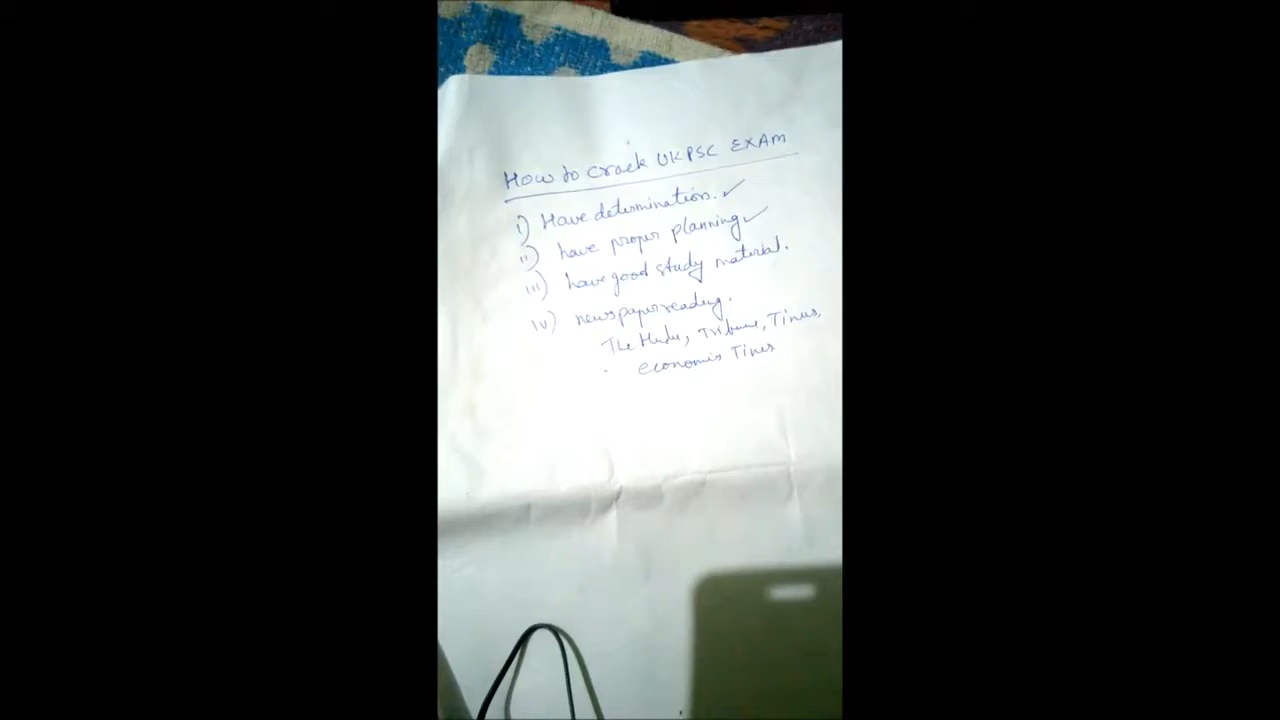 How to crack UKPSC EXAM
i) Have determination. ✓
ii) have proper planning ✓
iii) have good study material.
iv) newspaper reading.
The Hindu, Tribune, Times,
economis Times